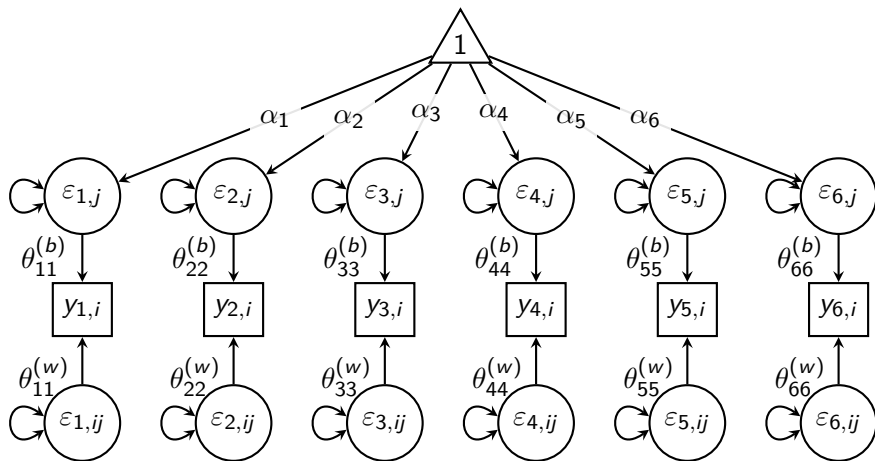 1
α₁ α₂ α₃ α₄ α₅ α₆
ε₁,ⱼ ε₂,ⱼ ε₃,ⱼ ε₄,ⱼ ε₅,ⱼ ε₆,ⱼ
θ₁₁⁽ᵇ⁾ θ₂₂⁽ᵇ⁾ θ₃₃⁽ᵇ⁾ θ₄₄⁽ᵇ⁾ θ₅₅⁽ᵇ⁾ θ₆₆⁽ᵇ⁾
y₁,ᵢ y₂,ᵢ y₃,ᵢ y₄,ᵢ y₅,ᵢ y₆,ᵢ
θ₁₁⁽ʷ⁾ θ₂₂⁽ʷ⁾ θ₃₃⁽ʷ⁾ θ₄₄⁽ʷ⁾ θ₅₅⁽ʷ⁾ θ₆₆⁽ʷ⁾
ε₁,ᵢⱼ ε₂,ᵢⱼ ε₃,ᵢⱼ ε₄,ᵢⱼ ε₅,ᵢⱼ ε₆,ᵢⱼ